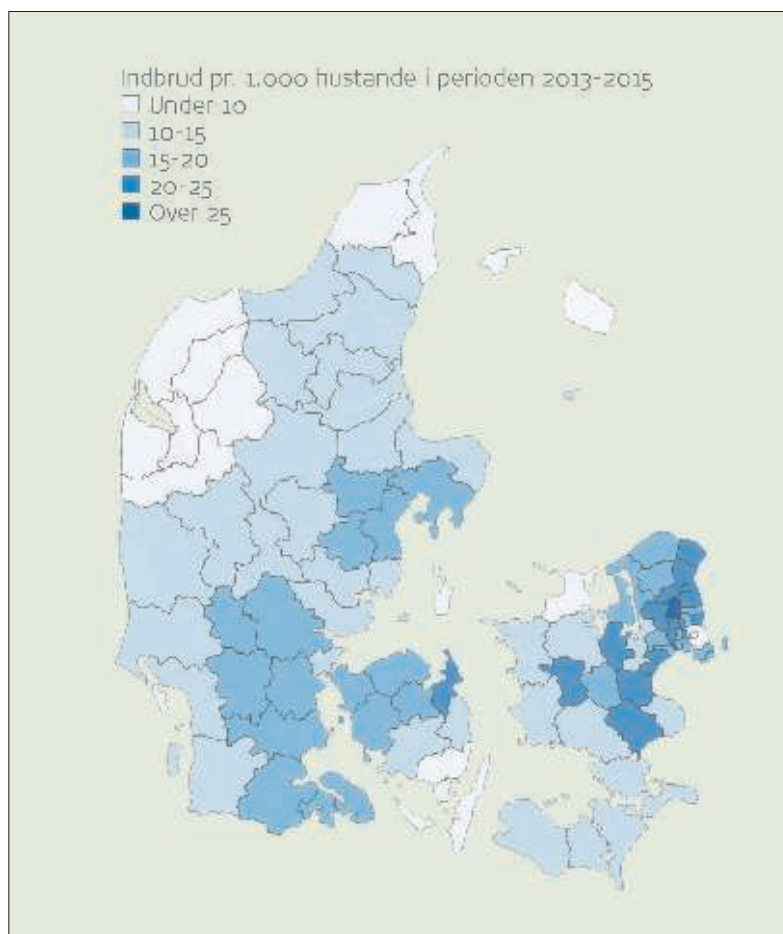 Indbrud pr. 1.000 hustande i perioden 2013-2015
Under 10
10-15
15-20
20-25
Over 25